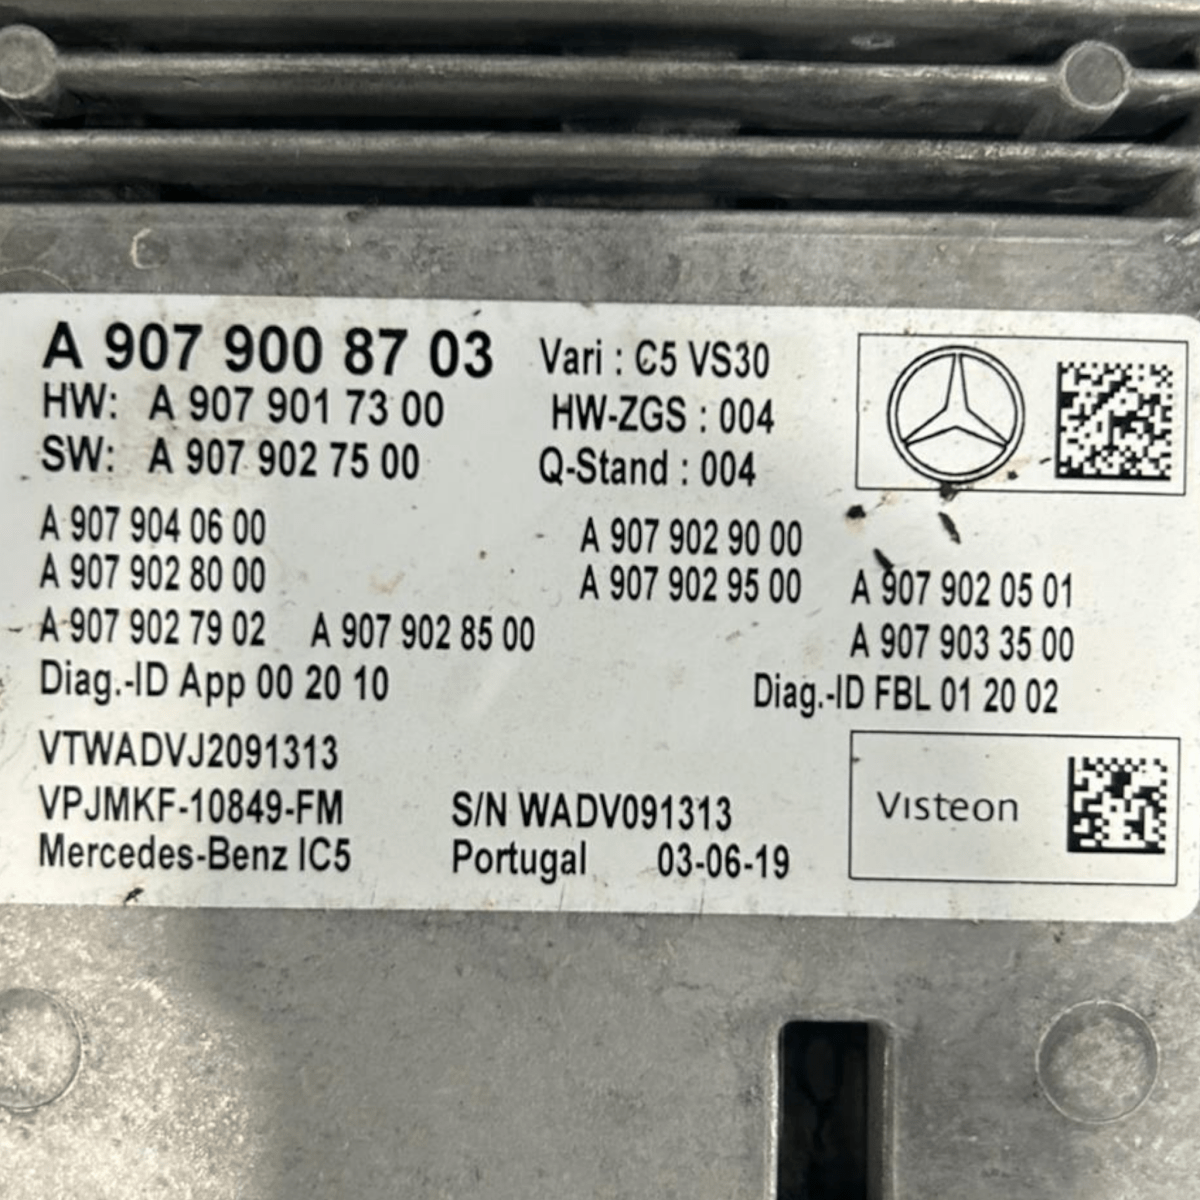 A 907 900 87 03 Vari : C5 VS30
HW: A 907 901 73 00 HW-ZGS : 004
SW: A 907 902 75 00 Q-Stand : 004
A 907 904 06 00 A 907 902 90 00
A 907 902 80 00 A 907 902 95 00 A 907 902 05 01
A 907 902 79 02 A 907 902 85 00 A 907 903 35 00
Diag.-ID App 00 20 10 Diag.-ID FBL 01 20 02
VTWADVJ2091313
VPJMKF-10849-FM S/N WADV091313 Visteon
Mercedes-Benz IC5 Portugal 03-06-19